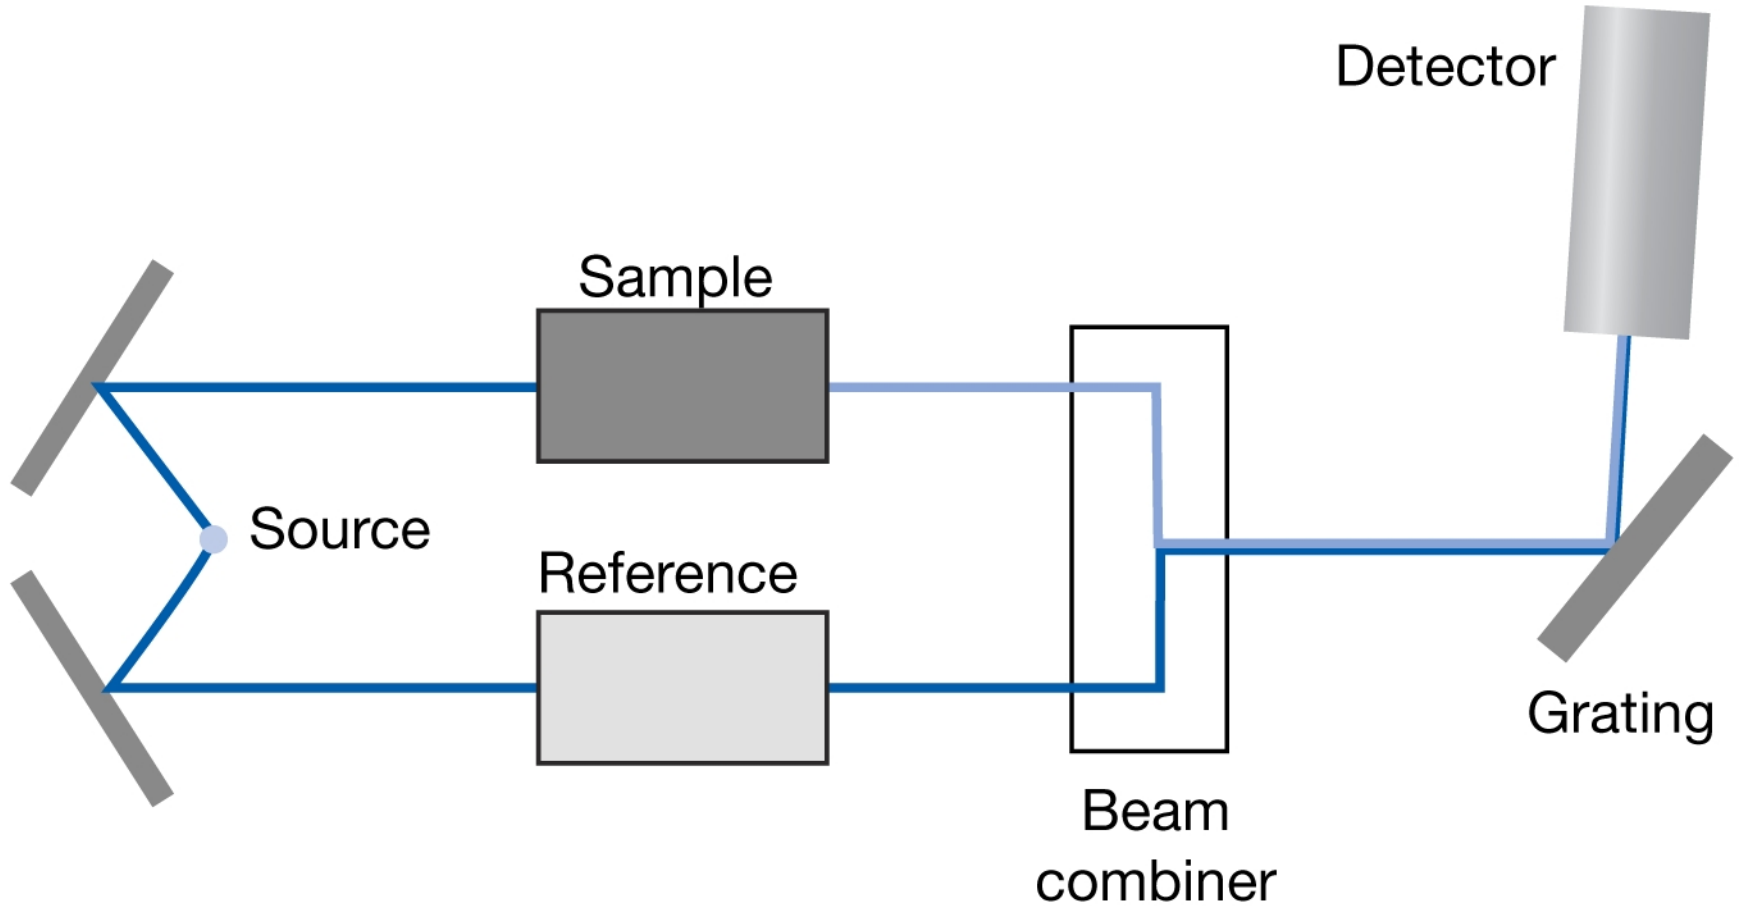 Detector
Sample
Source
Reference
Grating
Beam
combiner